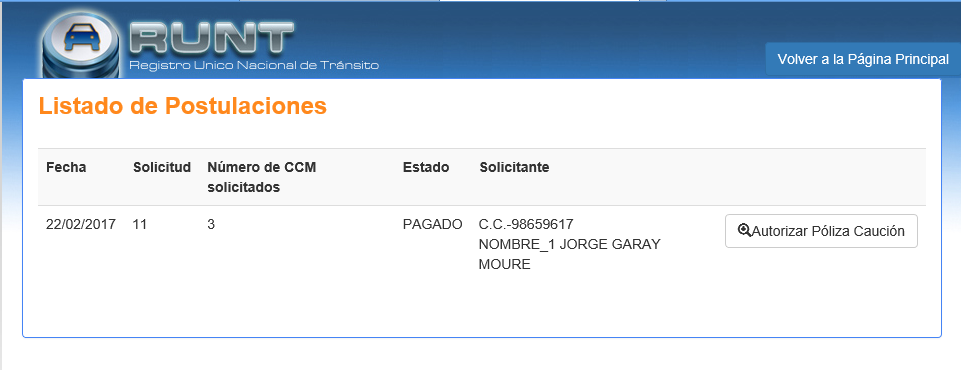 RUNT
Registro Unico Nacional de Tránsito
Volver a la Página Principal
Listado de Postulaciones
Fecha Solicitud Número de CCM solicitados Estado Solicitante
22/02/2017 11 3 PAGADO C.C.-98659617
NOMBRE_1 JORGE GARAY
MOURE
Autorizar Póliza Caución